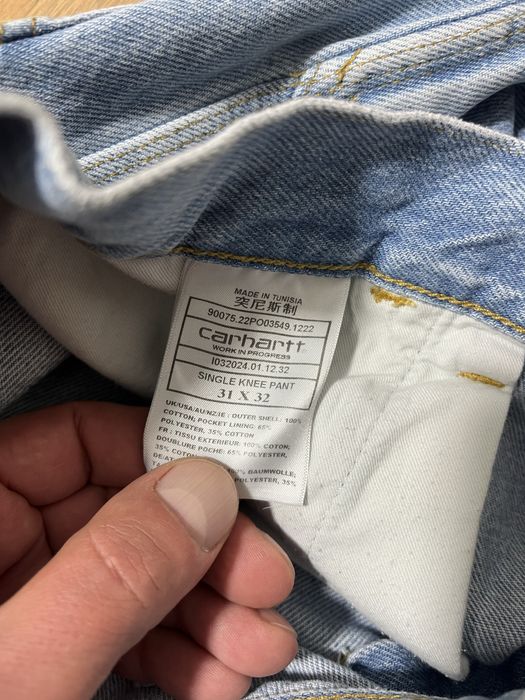 MADE IN TUNISIA
突尼斯制
90075.22PO03549.1222
carhartt
WORK IN PROGRESS
I032024.01.12.32
SINGLE KNEE PANT
31 X 32
UK/USA/AU/NZ/IE : OUTER SHELL: 100%
COTTON; POCKET LINING: 65%
POLYESTER, 35% COTTON
FR : TISSU EXTERIEUR: 100% COTON;
DOUBLURE POCHE: 65% POLYESTER,
35% COTON
DE/AT BAUMWOLLE;
POLYESTER, 35%